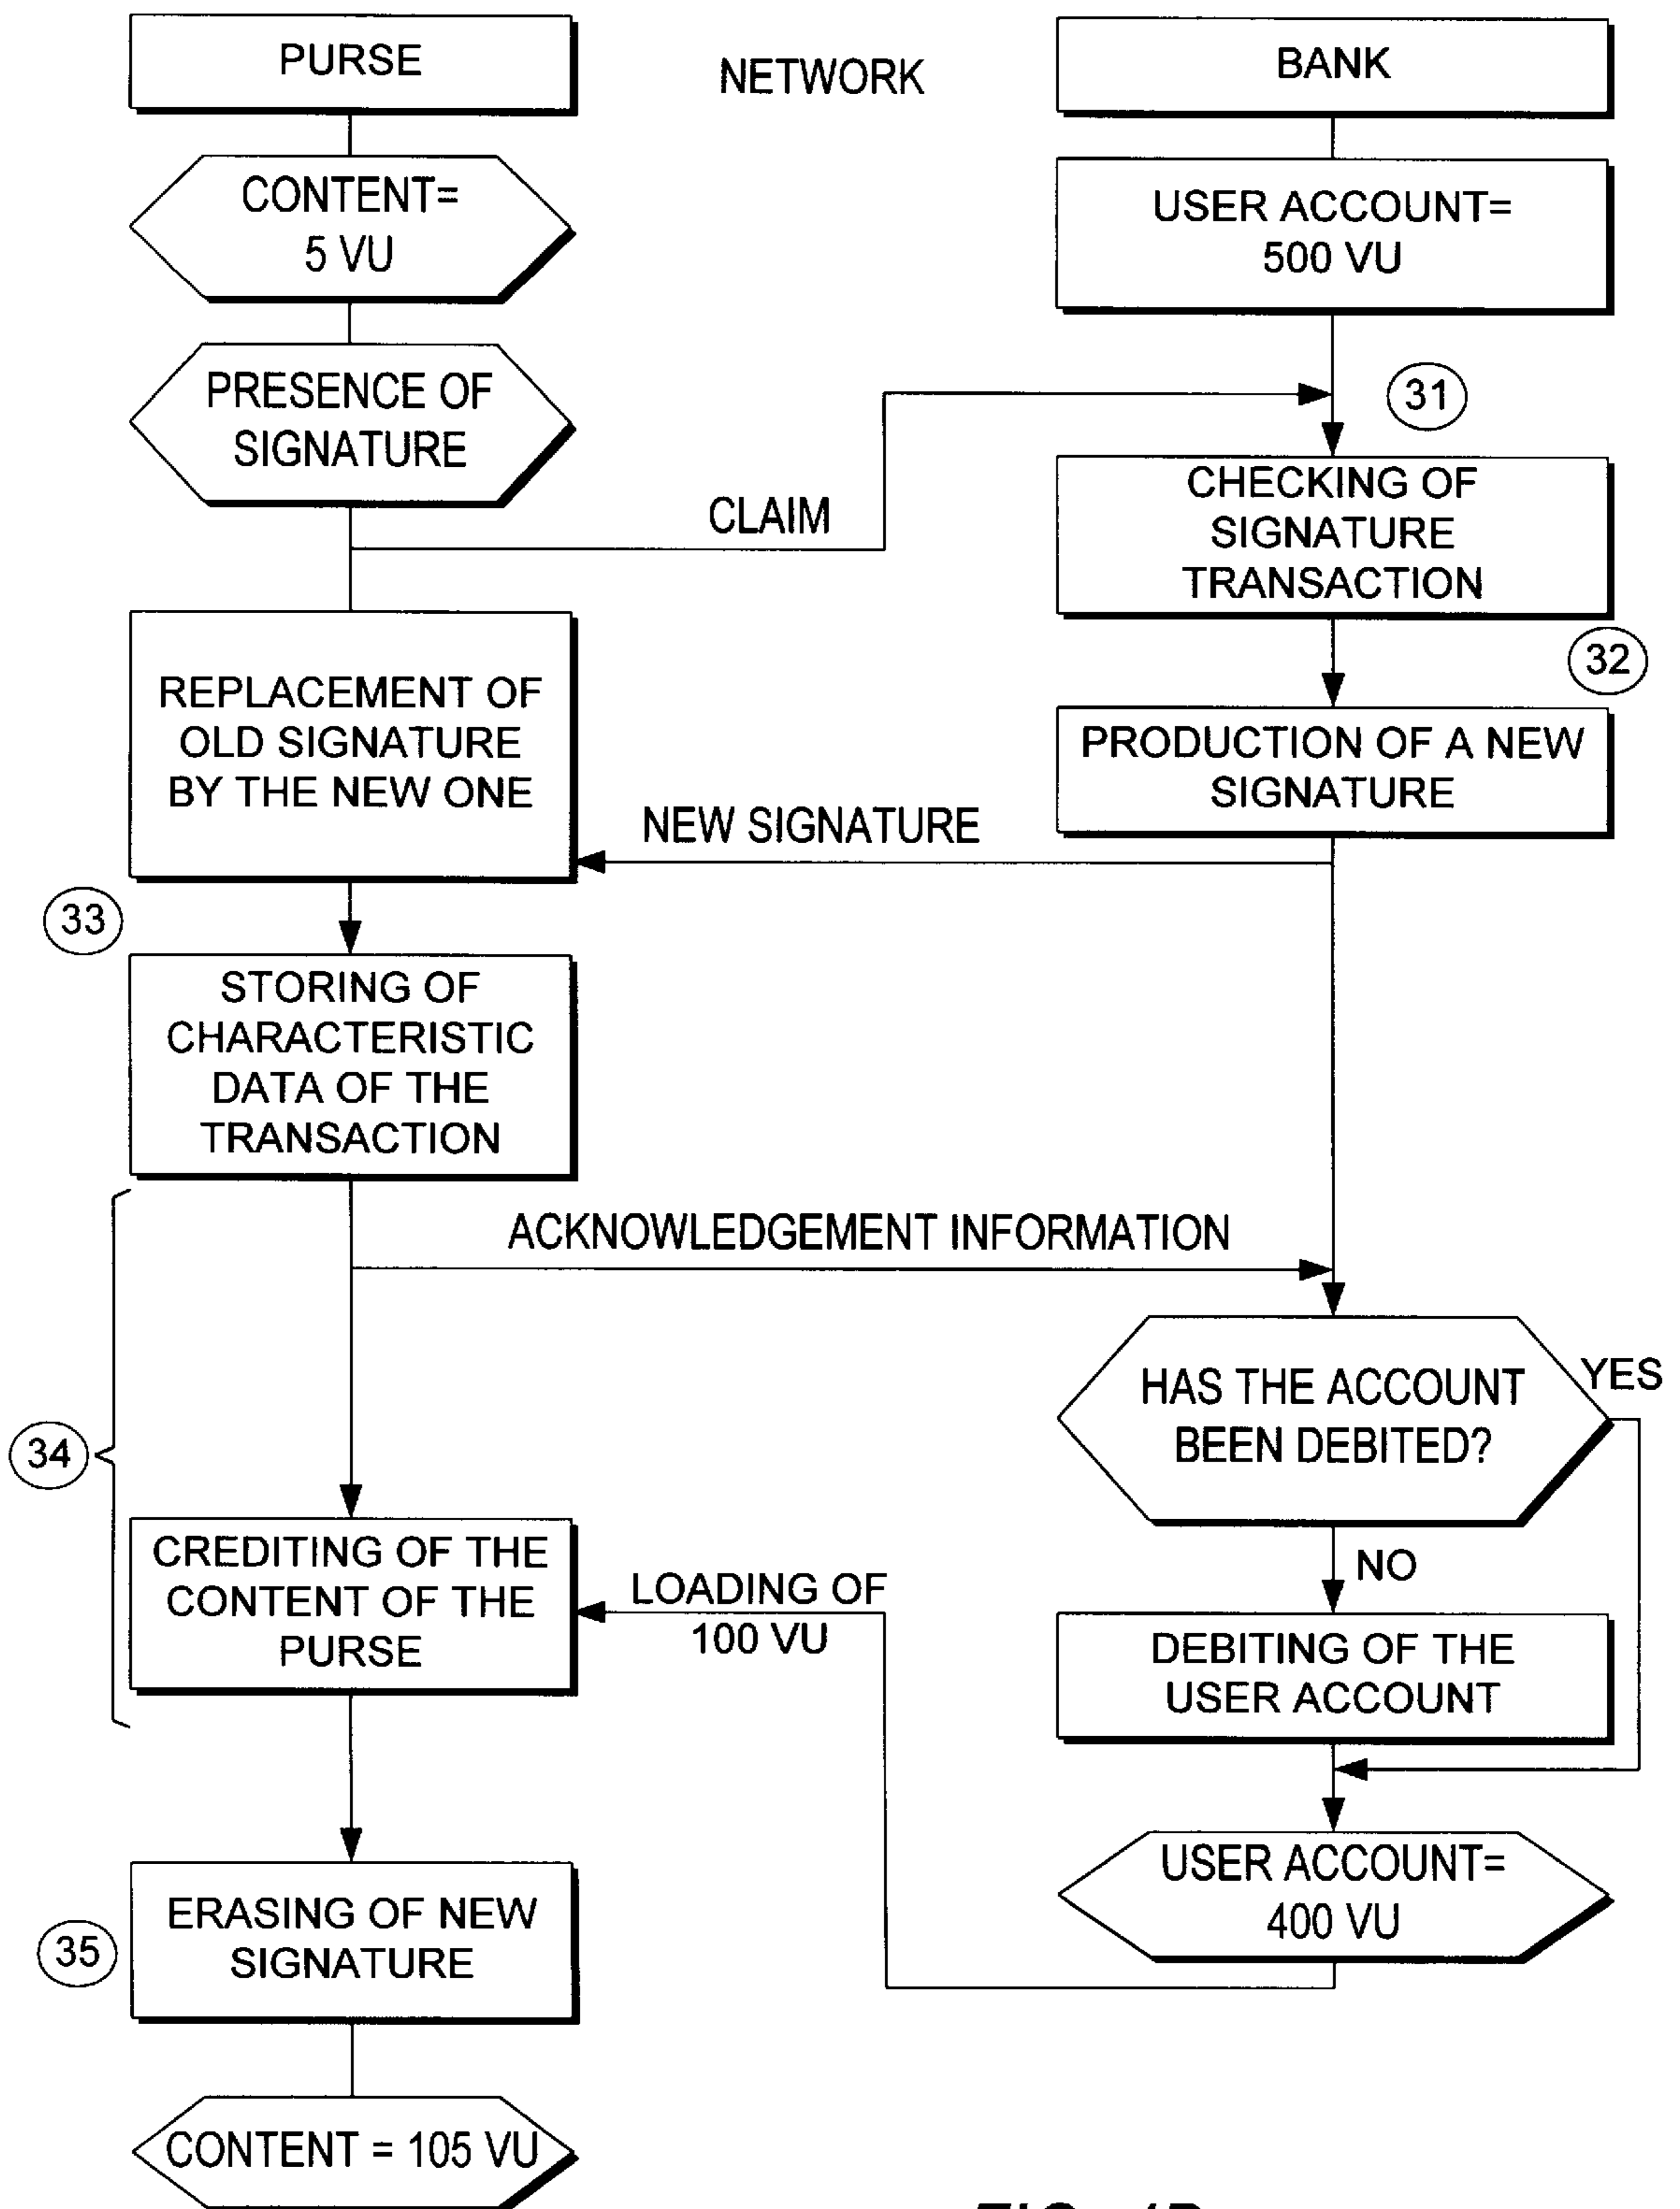 PURSE
NETWORK
BANK
CONTENT=
5 VU
USER ACCOUNT=
500 VU
PRESENCE OF
SIGNATURE
31
CLAIM
CHECKING OF
SIGNATURE
TRANSACTION
32
REPLACEMENT OF
OLD SIGNATURE
BY THE NEW ONE
PRODUCTION OF A NEW
SIGNATURE
NEW SIGNATURE
33
STORING OF
CHARACTERISTIC
DATA OF THE
TRANSACTION
ACKNOWLEDGEMENT INFORMATION
HAS THE ACCOUNT
BEEN DEBITED?
YES
34
NO
CREDITING OF THE
CONTENT OF THE
PURSE
LOADING OF
100 VU
DEBITING OF THE
USER ACCOUNT
USER ACCOUNT=
400 VU
35
ERASING OF NEW
SIGNATURE
CONTENT = 105 VU